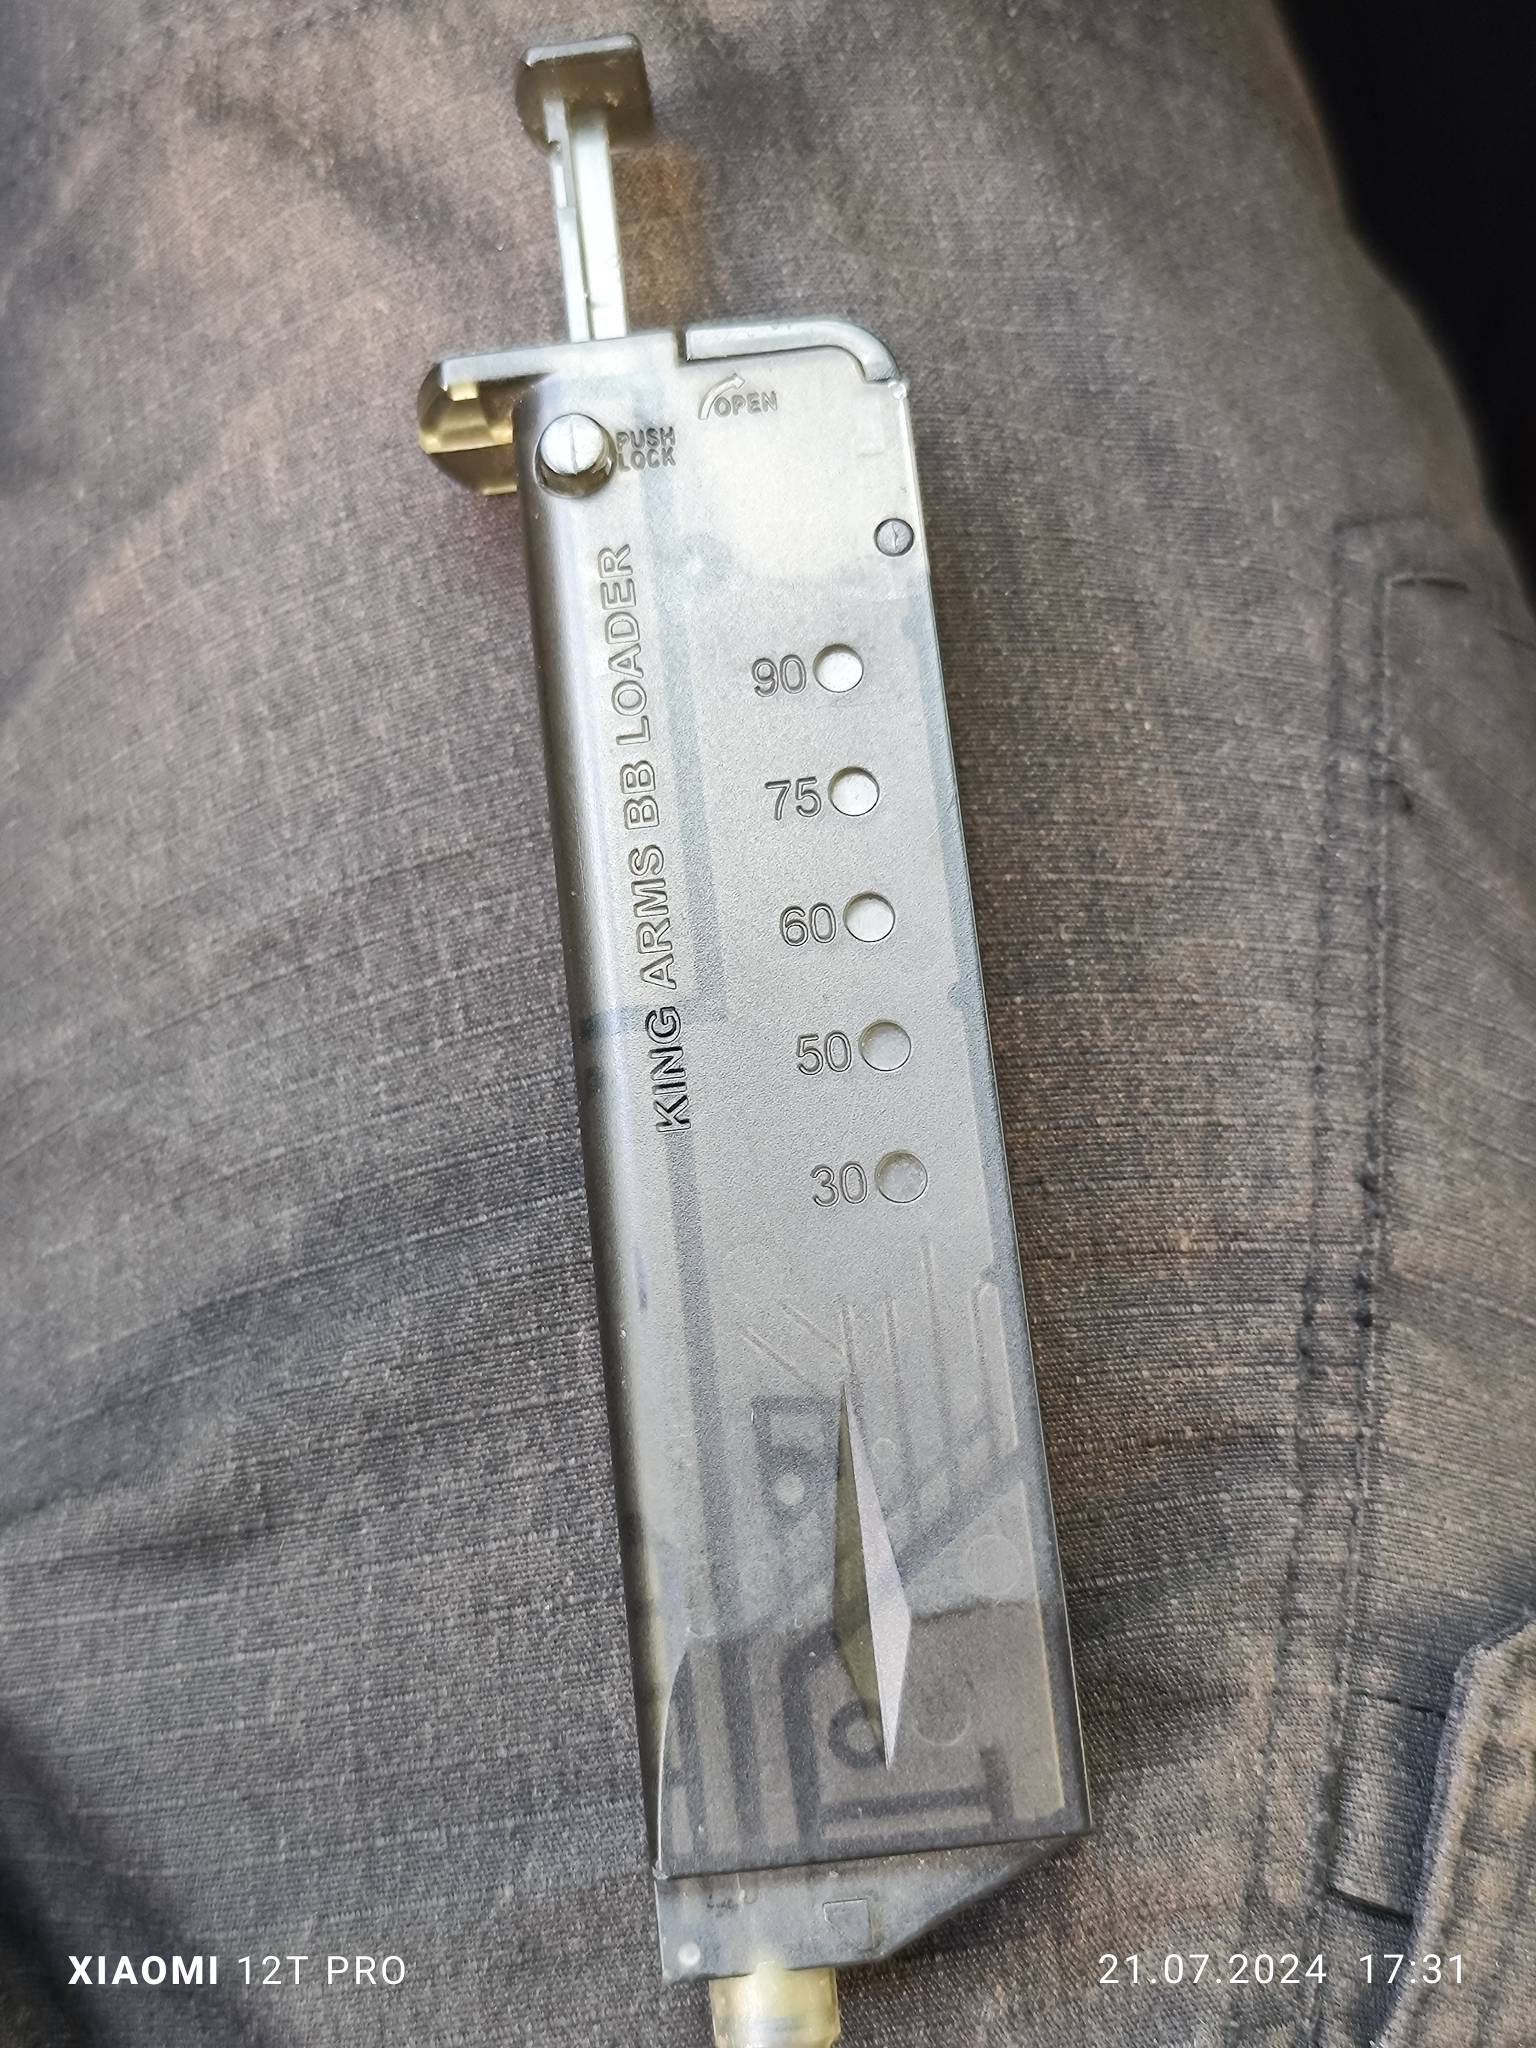 OPEN
PUSH
LOCK
KING ARMS BB LOADER
90
75
60
50
30
XIAOMI 12T PRO
21.07.2024 17:31